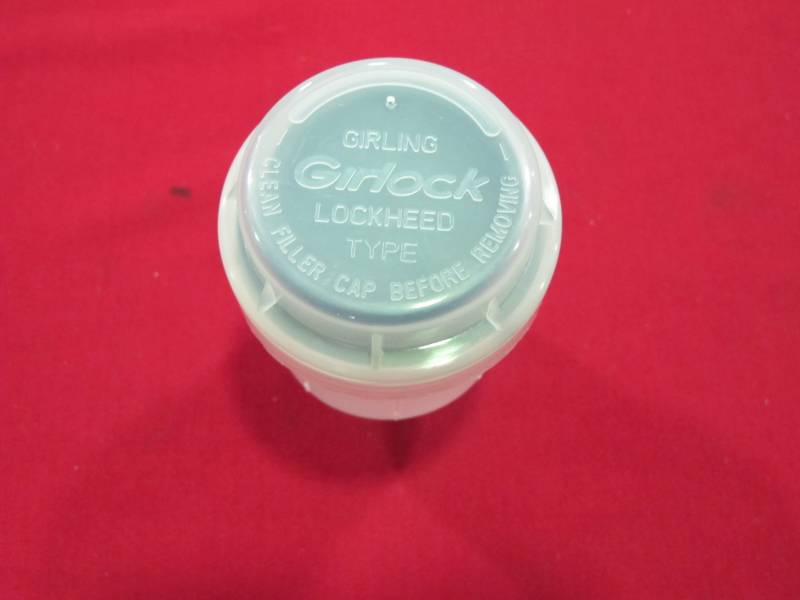 GIRLING
Girlock
LOCKHEED
TYPE
CLEAN FILLER CAP BEFORE REMOVING